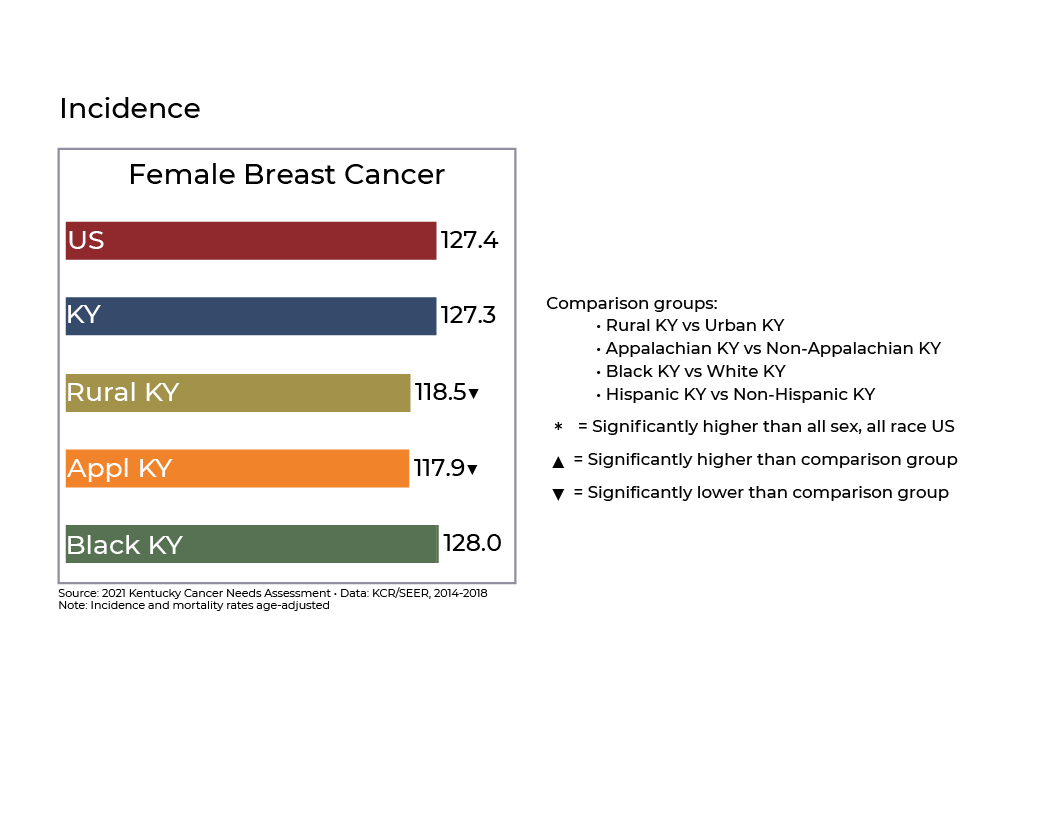 Incidence
Female Breast Cancer
US 127.4
KY 127.3
Rural KY 118.5▼
Appl KY 117.9▼
Black KY 128.0
Source: 2021 Kentucky Cancer Needs Assessment • Data: KCR/SEER, 2014-2018
Note: Incidence and mortality rates age-adjusted
Comparison groups:
• Rural KY vs Urban KY
• Appalachian KY vs Non-Appalachian KY
• Black KY vs White KY
• Hispanic KY vs Non-Hispanic KY
* = Significantly higher than all sex, all race US
▲ = Significantly higher than comparison group
▼ = Significantly lower than comparison group